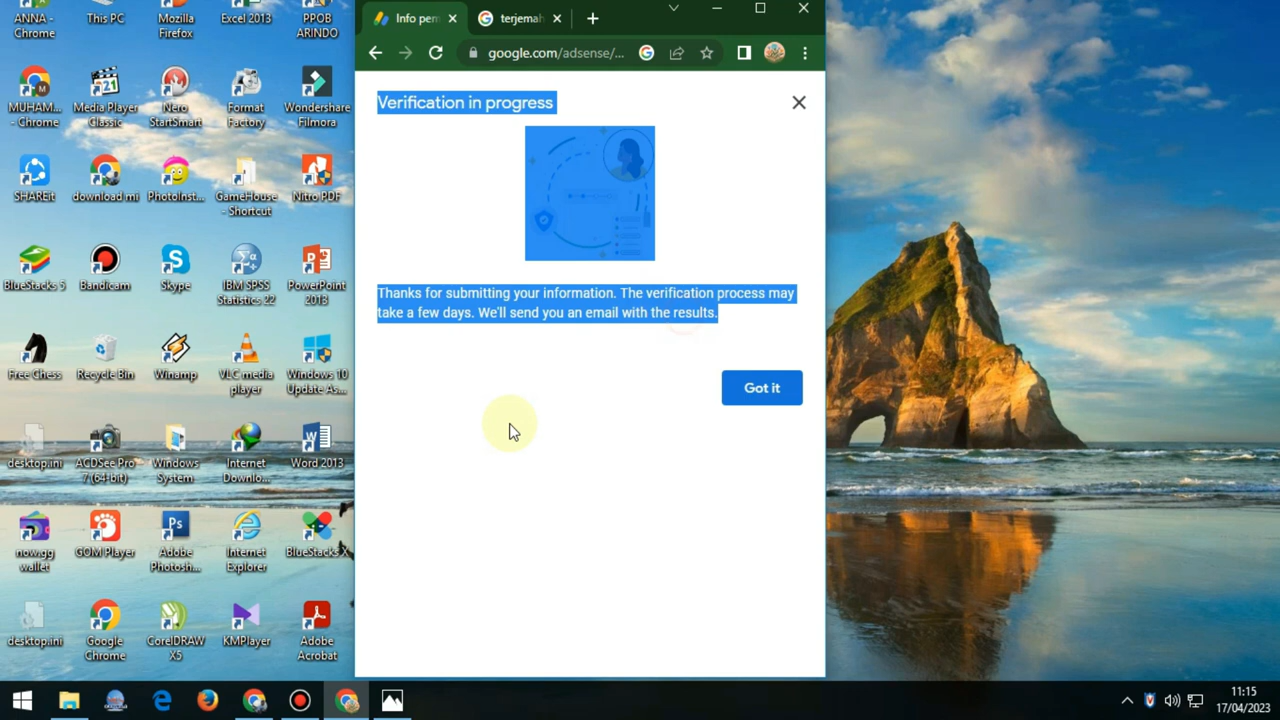 ANNA -
Chrome
This PC
Mozilla
Firefox
Excel 2013
PPOB
ARINDO
MUHAM...
- Chrome
Media Player
Classic
Nero
StartSmart
Format
Factory
Wondershare
Filmora
SHAREit
download mi
PhotoInst...
GameHouse
- Shortcut
Nitro PDF
BlueStacks 5
Bandicam
Skype
IBM SPSS
Statistics 22
PowerPoint
2013
Free Chess
Recycle Bin
Winamp
VLC media
player
Windows 10
Update As...
desktop.ini
ACDSee Pro
7 (64-bit)
Windows
System
Internet
Downlo...
Word 2013
now.gg
wallet
GOM Player
Adobe
Photosh...
Internet
Explorer
BlueStacks X
desktop.ini
Google
Chrome
CorelDRAW
X5
KMPlayer
Adobe
Acrobat
Info pem
terjemah
google.com/adsense/...
Verification in progress
Thanks for submitting your information. The verification process may
take a few days. We'll send you an email with the results.
Got it
11:15
17/04/2023